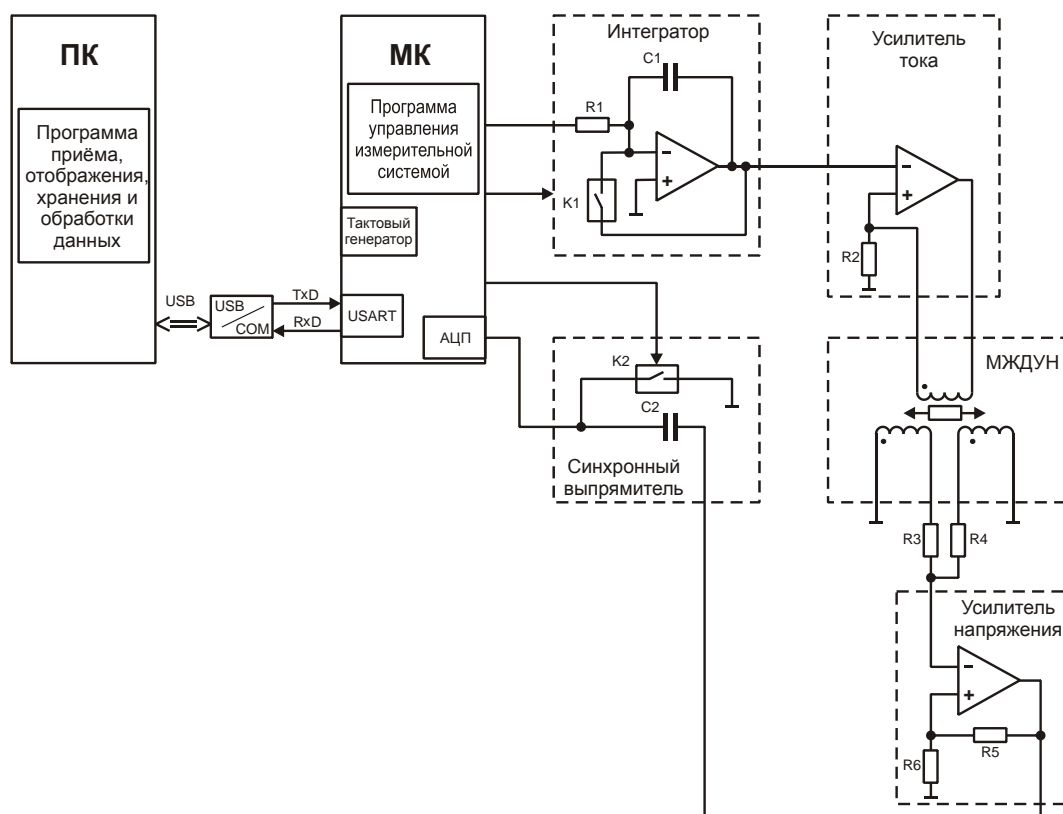 ПК
Программа
приёма,
отображения,
хранения и
обработки
данных
USB
USB
COM
TxD
RxD
МК
Программа
управления
измерительной
системой
Тактовый
генератор
USART
АЦП
Интегратор
C1
R1
K1
Усилитель
тока
R2
K2
C2
Синхронный
выпрямитель
МЖДУН
R3
R4
Усилитель
напряжения
R5
R6